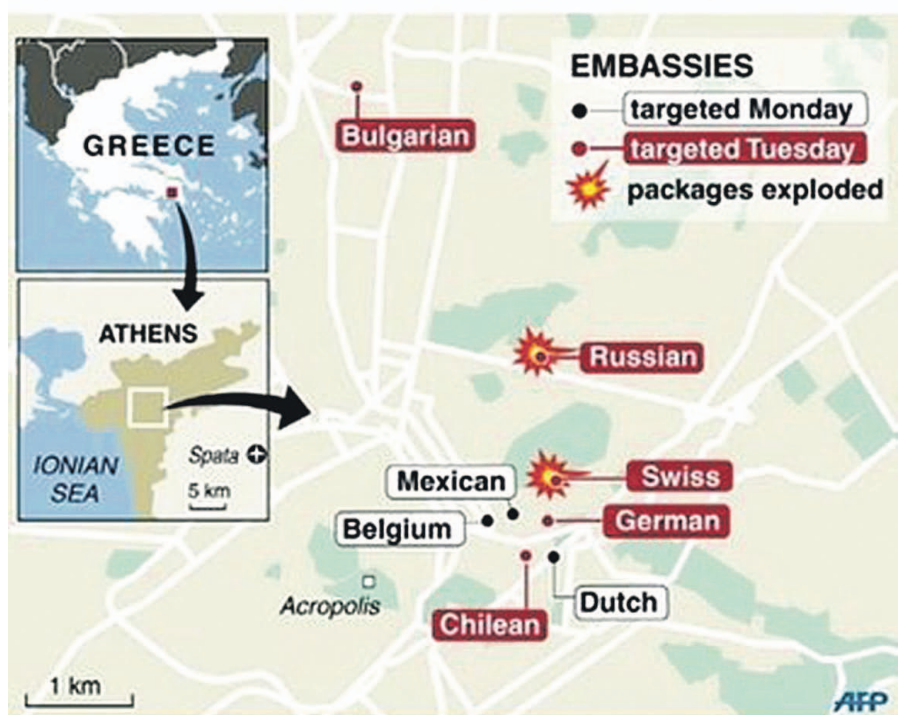 GREECE
ATHENS
IONIAN
SEA
Spata
5 km
EMBASSIES
targeted Monday
targeted Tuesday
packages exploded
Bulgarian
Russian
Swiss
Mexican
German
Belgium
Dutch
Acropolis
Chilean
1 km
AFP